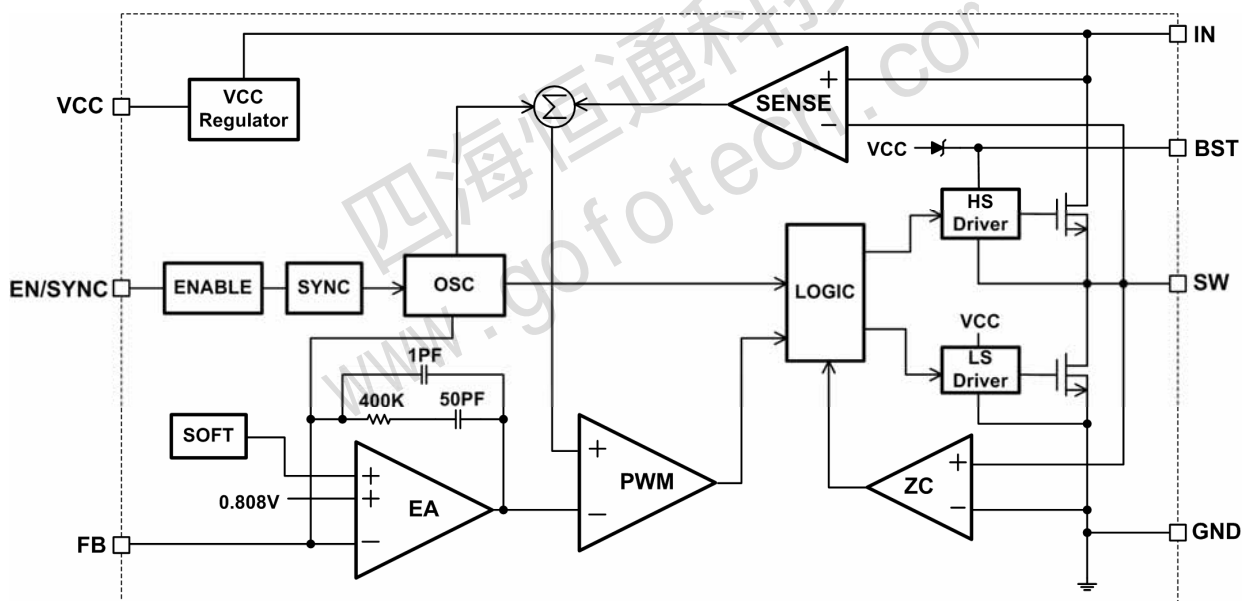 IN
VCC
VCC
Regulator
Σ
+
SENSE
−
VCC
BST
HS
Driver
EN/SYNC
ENABLE
SYNC
OSC
LOGIC
SW
VCC
LS
Driver
1PF
400K
50PF
SOFT
+
+
0.808V
EA
−
FB
+
PWM
−
+
ZC
−
GND
四海恒通科技
www.gofotech.com